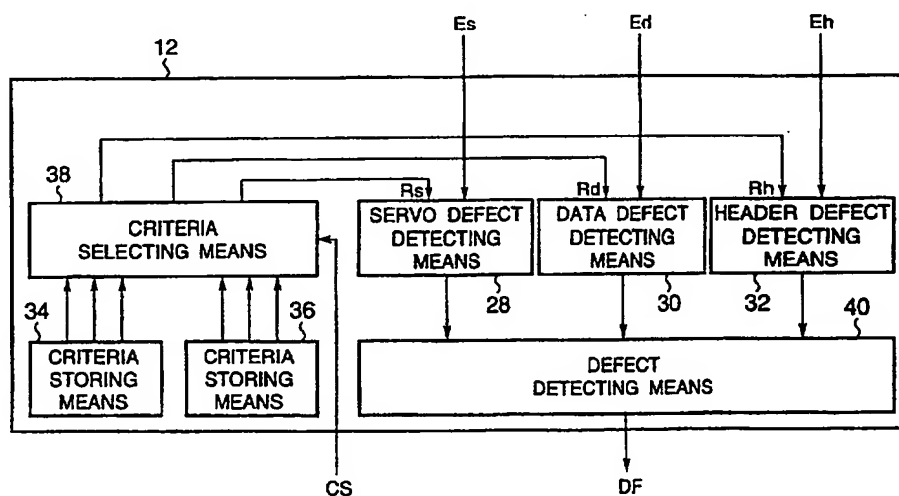 Es Ed Eh
12
38
CRITERIA
SELECTING MEANS
Rs
SERVO DEFECT
DETECTING
MEANS
Rd
DATA DEFECT
DETECTING
MEANS
Rh
HEADER DEFECT
DETECTING
MEANS
28
30
32
34
CRITERIA
STORING
MEANS
36
CRITERIA
STORING
MEANS
40
DEFECT
DETECTING MEANS
CS
DF